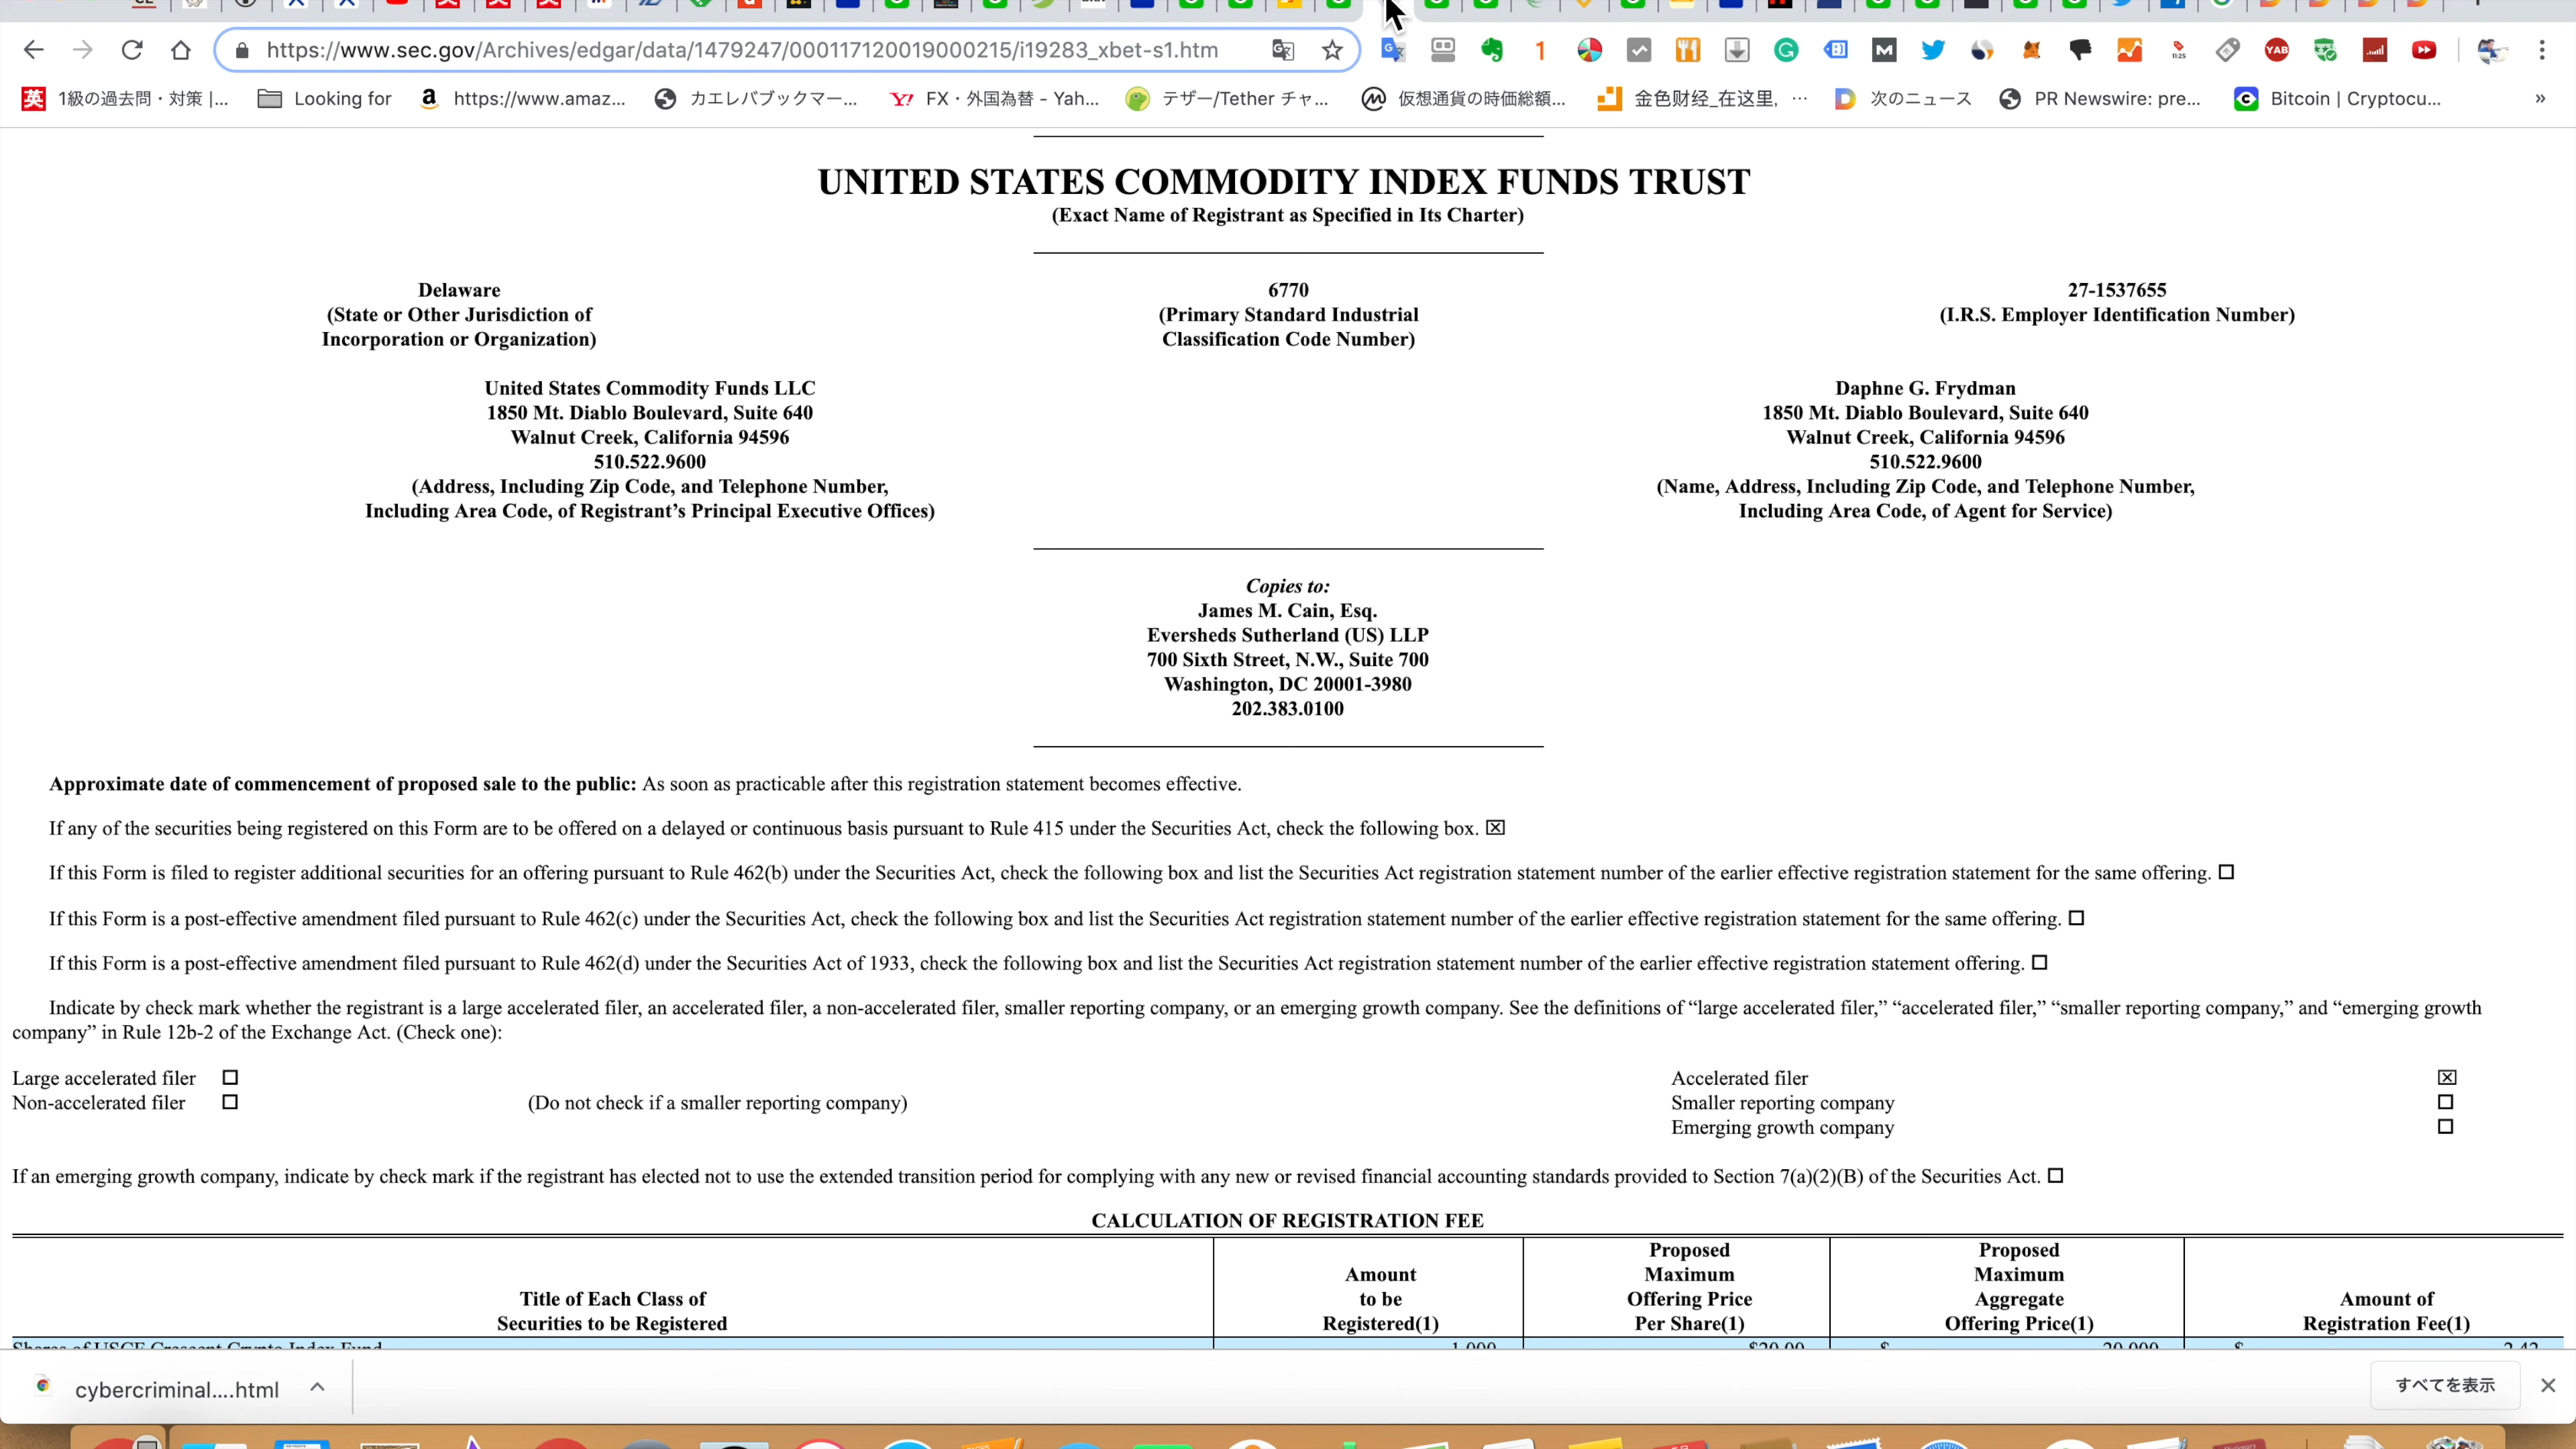 https://www.sec.gov/Archives/edgar/data/1479247/000117120019000215/i19283_xbet-s1.htm
1級の過去問・対策 |...
Looking for
https://www.amaz...
カエレバブックマー...
FX・外国為替 - Yah...
テザー/Tether チャ...
仮想通貨の時価総額...
金色财经_在这里, ...
次のニュース
PR Newswire: pre...
Bitcoin | Cryptocu...
»
UNITED STATES COMMODITY INDEX FUNDS TRUST
(Exact Name of Registrant as Specified in Its Charter)
Delaware
(State or Other Jurisdiction of
Incorporation or Organization)
6770
(Primary Standard Industrial
Classification Code Number)
27-1537655
(I.R.S. Employer Identification Number)
United States Commodity Funds LLC
1850 Mt. Diablo Boulevard, Suite 640
Walnut Creek, California 94596
510.522.9600
(Address, Including Zip Code, and Telephone Number,
Including Area Code, of Registrant’s Principal Executive Offices)
Daphne G. Frydman
1850 Mt. Diablo Boulevard, Suite 640
Walnut Creek, California 94596
510.522.9600
(Name, Address, Including Zip Code, and Telephone Number,
Including Area Code, of Agent for Service)
Copies to:
James M. Cain, Esq.
Eversheds Sutherland (US) LLP
700 Sixth Street, N.W., Suite 700
Washington, DC 20001-3980
202.383.0100
Approximate date of commencement of proposed sale to the public: As soon as practicable after this registration statement becomes effective.
If any of the securities being registered on this Form are to be offered on a delayed or continuous basis pursuant to Rule 415 under the Securities Act, check the following box. ☒
If this Form is filed to register additional securities for an offering pursuant to Rule 462(b) under the Securities Act, check the following box and list the Securities Act registration statement number of the earlier effective registration statement for the same offering. ☐
If this Form is a post-effective amendment filed pursuant to Rule 462(c) under the Securities Act, check the following box and list the Securities Act registration statement number of the earlier effective registration statement for the same offering. ☐
If this Form is a post-effective amendment filed pursuant to Rule 462(d) under the Securities Act of 1933, check the following box and list the Securities Act registration statement number of the earlier effective registration statement offering. ☐
Indicate by check mark whether the registrant is a large accelerated filer, an accelerated filer, a non-accelerated filer, smaller reporting company, or an emerging growth company. See the definitions of “large accelerated filer,” “accelerated filer,” “smaller reporting company,” and “emerging growth
company” in Rule 12b-2 of the Exchange Act. (Check one):
Large accelerated filer ☐
Accelerated filer ☒
Non-accelerated filer ☐ (Do not check if a smaller reporting company)
Smaller reporting company ☐
Emerging growth company ☐
If an emerging growth company, indicate by check mark if the registrant has elected not to use the extended transition period for complying with any new or revised financial accounting standards provided to Section 7(a)(2)(B) of the Securities Act. ☐
CALCULATION OF REGISTRATION FEE
Title of Each Class of
Securities to be Registered
Amount
to be
Registered(1)
Proposed
Maximum
Offering Price
Per Share(1)
Proposed
Maximum
Aggregate
Offering Price(1)
Amount of
Registration Fee(1)
Shares of USCF Crescent Crypto Index Fund 1,000 $20.00 $ 20,000 $ 2.42
cybercriminal....html
すべてを表示